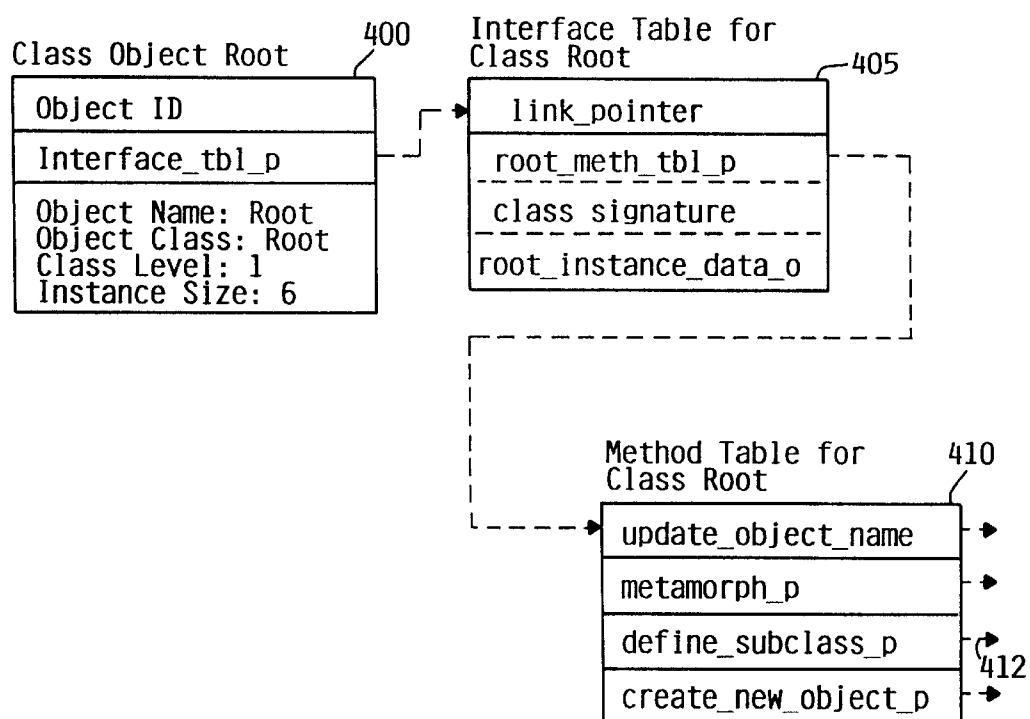 Class Object Root
400
Object ID
Interface_tbl_p
Object Name: Root
Object Class: Root
Class Level: 1
Instance Size: 6
Interface Table for
Class Root
405
link_pointer
root_meth_tbl_p
class signature
root_instance_data_o
Method Table for
Class Root
410
update_object_name
metamorph_p
define_subclass_p
412
create_new_object_p